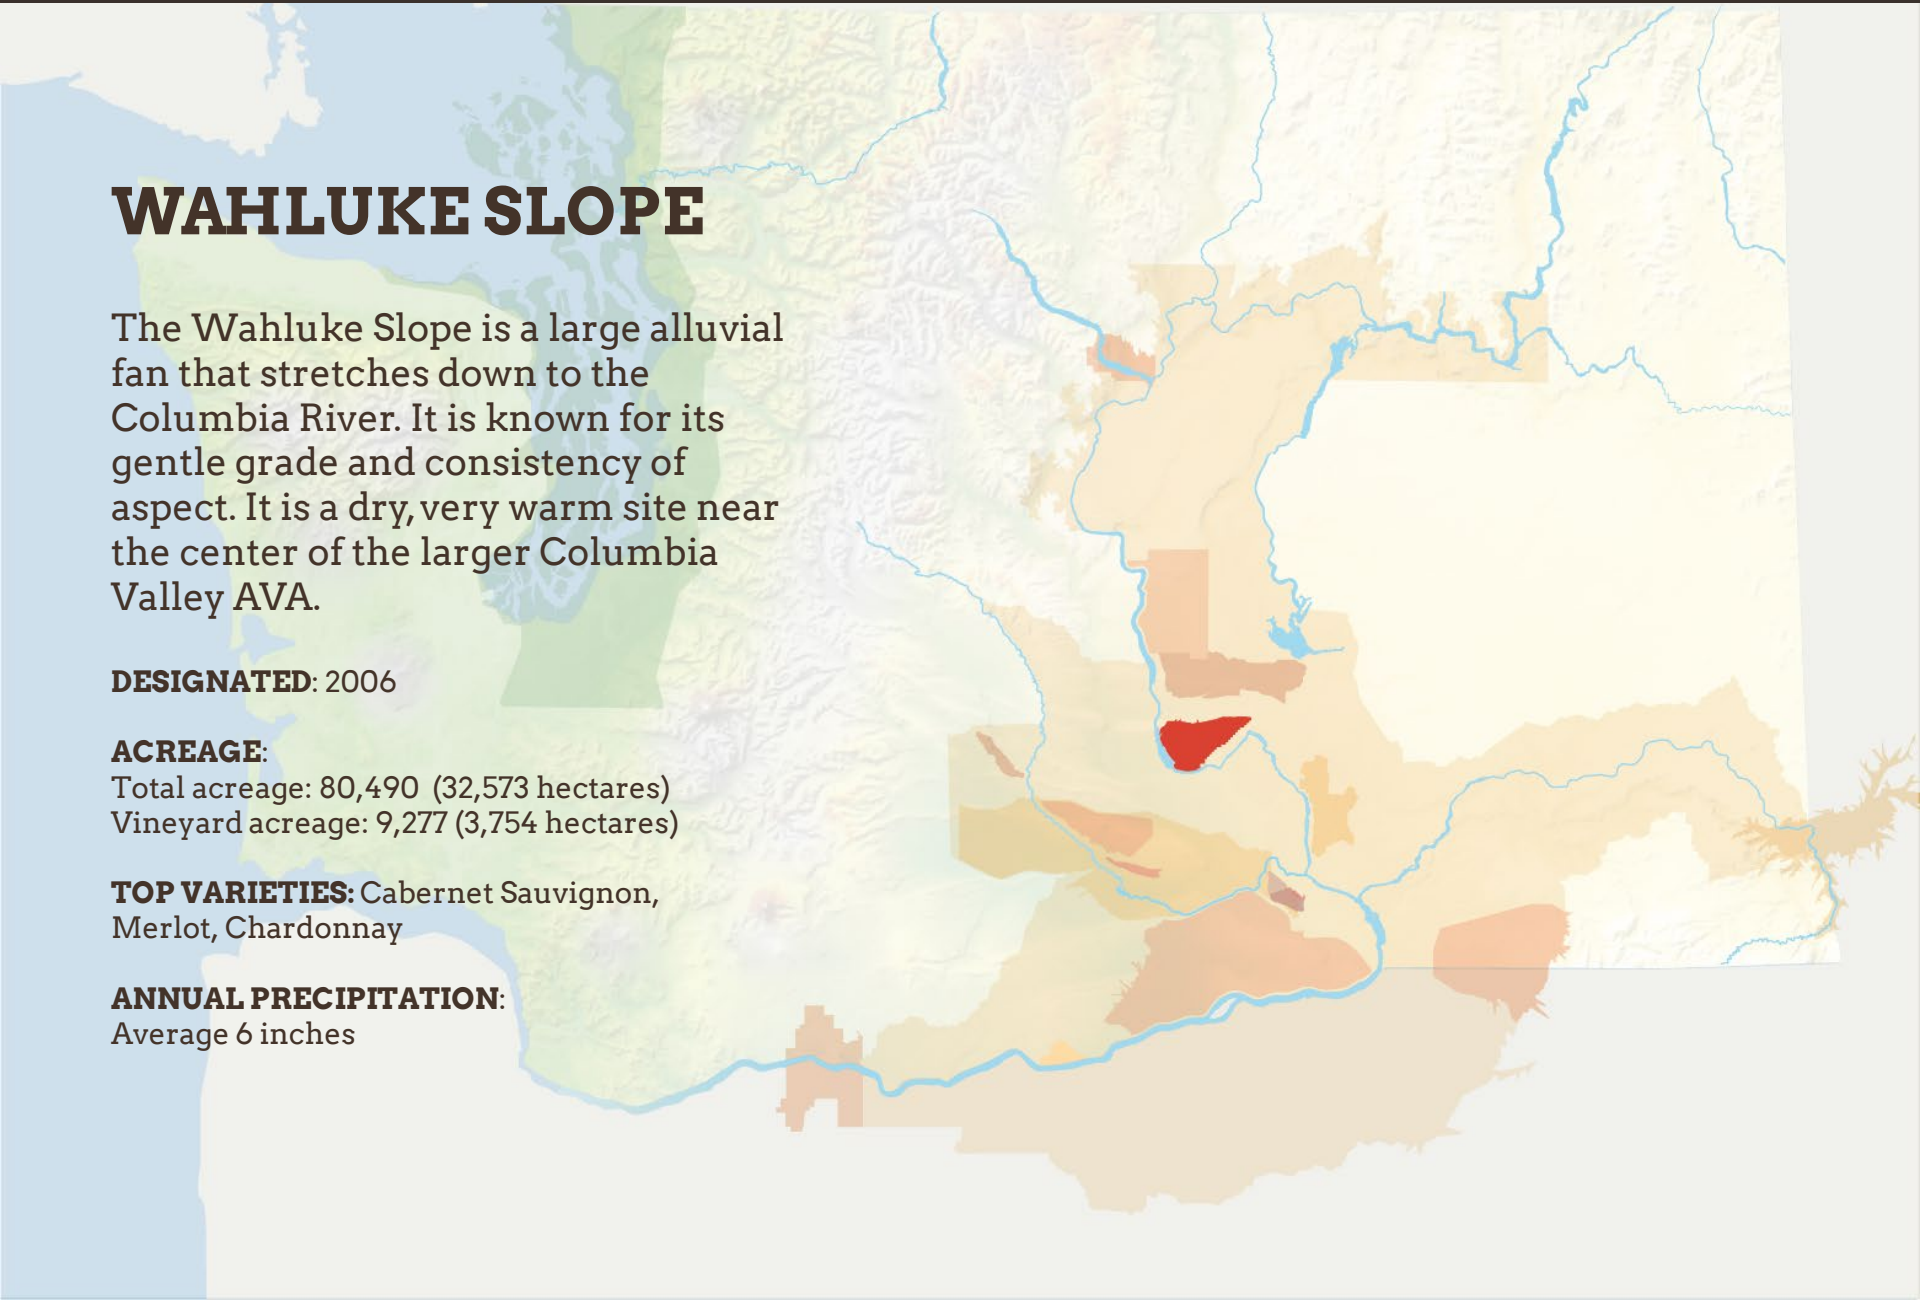 WAHLUKE SLOPE
The Wahluke Slope is a large alluvial
fan that stretches down to the
Columbia River. It is known for its
gentle grade and consistency of
aspect. It is a dry, very warm site near
the center of the larger Columbia
Valley AVA.
DESIGNATED: 2006
ACREAGE:
Total acreage: 80,490 (32,573 hectares)
Vineyard acreage: 9,277 (3,754 hectares)
TOP VARIETIES: Cabernet Sauvignon,
Merlot, Chardonnay
ANNUAL PRECIPITATION:
Average 6 inches